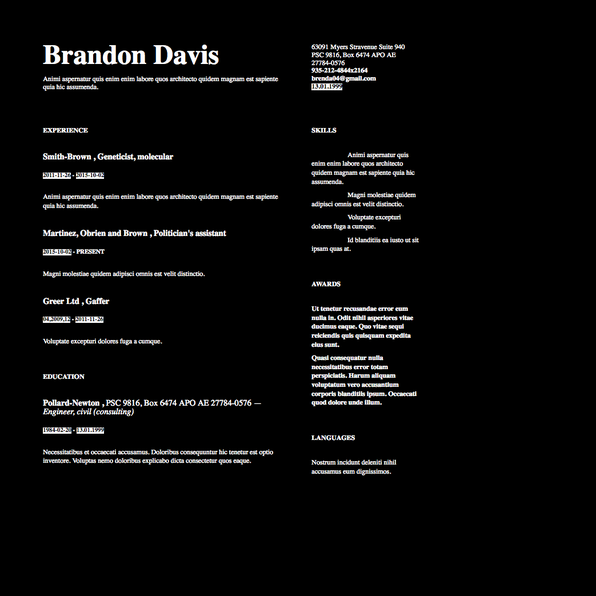 Brandon Davis
Animi aspernatur quis enim enim labore quos architecto quidem magnam est sapiente
quia hic assumenda.
63091 Myers Stravenue Suite 940
PSC 9816, Box 6474 APO AE
27784-0576
935-212-4844x2164
brenda04@gmail.com
13.01.1999
EXPERIENCE
Smith-Brown , Geneticist, molecular
2011-11-26 - 2015-10-02
Animi aspernatur quis enim enim labore quos architecto quidem magnam est sapiente
quia hic assumenda.
Martinez, Obrien and Brown , Politician's assistant
2015-10-02 - PRESENT
Magni molestiae quidem adipisci omnis est velit distinctio.
Greer Ltd , Gaffer
04.2009.12 - 2011-11-26
Voluptate excepturi dolores fuga a cumque.
EDUCATION
Pollard-Newton , PSC 9816, Box 6474 APO AE 27784-0576 —
Engineer, civil (consulting)
1984-02-20 - 13.01.1999
Necessitatibus et occaecati accusamus. Doloribus consequuntur hic tenetur est optio
inventore. Voluptas nemo doloribus explicabo dicta consectetur quos eaque.
SKILLS
Animi aspernatur quis
enim enim labore quos architecto
quidem magnam est sapiente quia hic
assumenda.
Magni molestiae quidem
adipisci omnis est velit distinctio.
Voluptate excepturi
dolores fuga a cumque.
Id blanditiis ea iusto ut sit
ipsum quas at.
AWARDS
Ut tenetur recusandae error eum
nulla in. Odit nihil asperiores vitae
ducimus eaque. Quo vitae sequi
reiciendis quis quisquam expedita
eius sunt.
Quasi consequatur nulla
necessitatibus error totam
perspiciatis. Harum aliquam
voluptatum vero accusantium
corporis blanditiis ipsum. Occaecati
quod dolore unde illum.
LANGUAGES
Nostrum incidunt deleniti nihil
accusamus eum dignissimos.